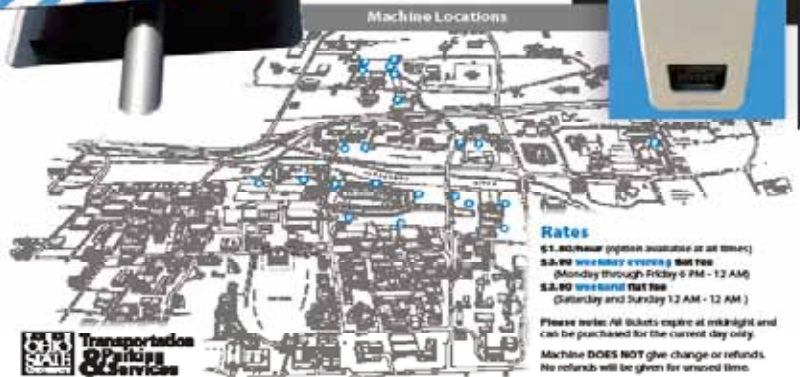 Machine Locations
Rates
/hour (option available at all times)
weekday evening flat fee
(Monday through Friday 6 PM - 12 AM)
weekend flat fee
(Saturday and Sunday 12 AM - 12 AM)
Please note: All tickets expire at midnight and
can be purchased for the current day only.
Machine DOES NOT give change or refunds.
No refunds will be given for unused time.
OHIO
STATE
Transportation
&Parking
Services